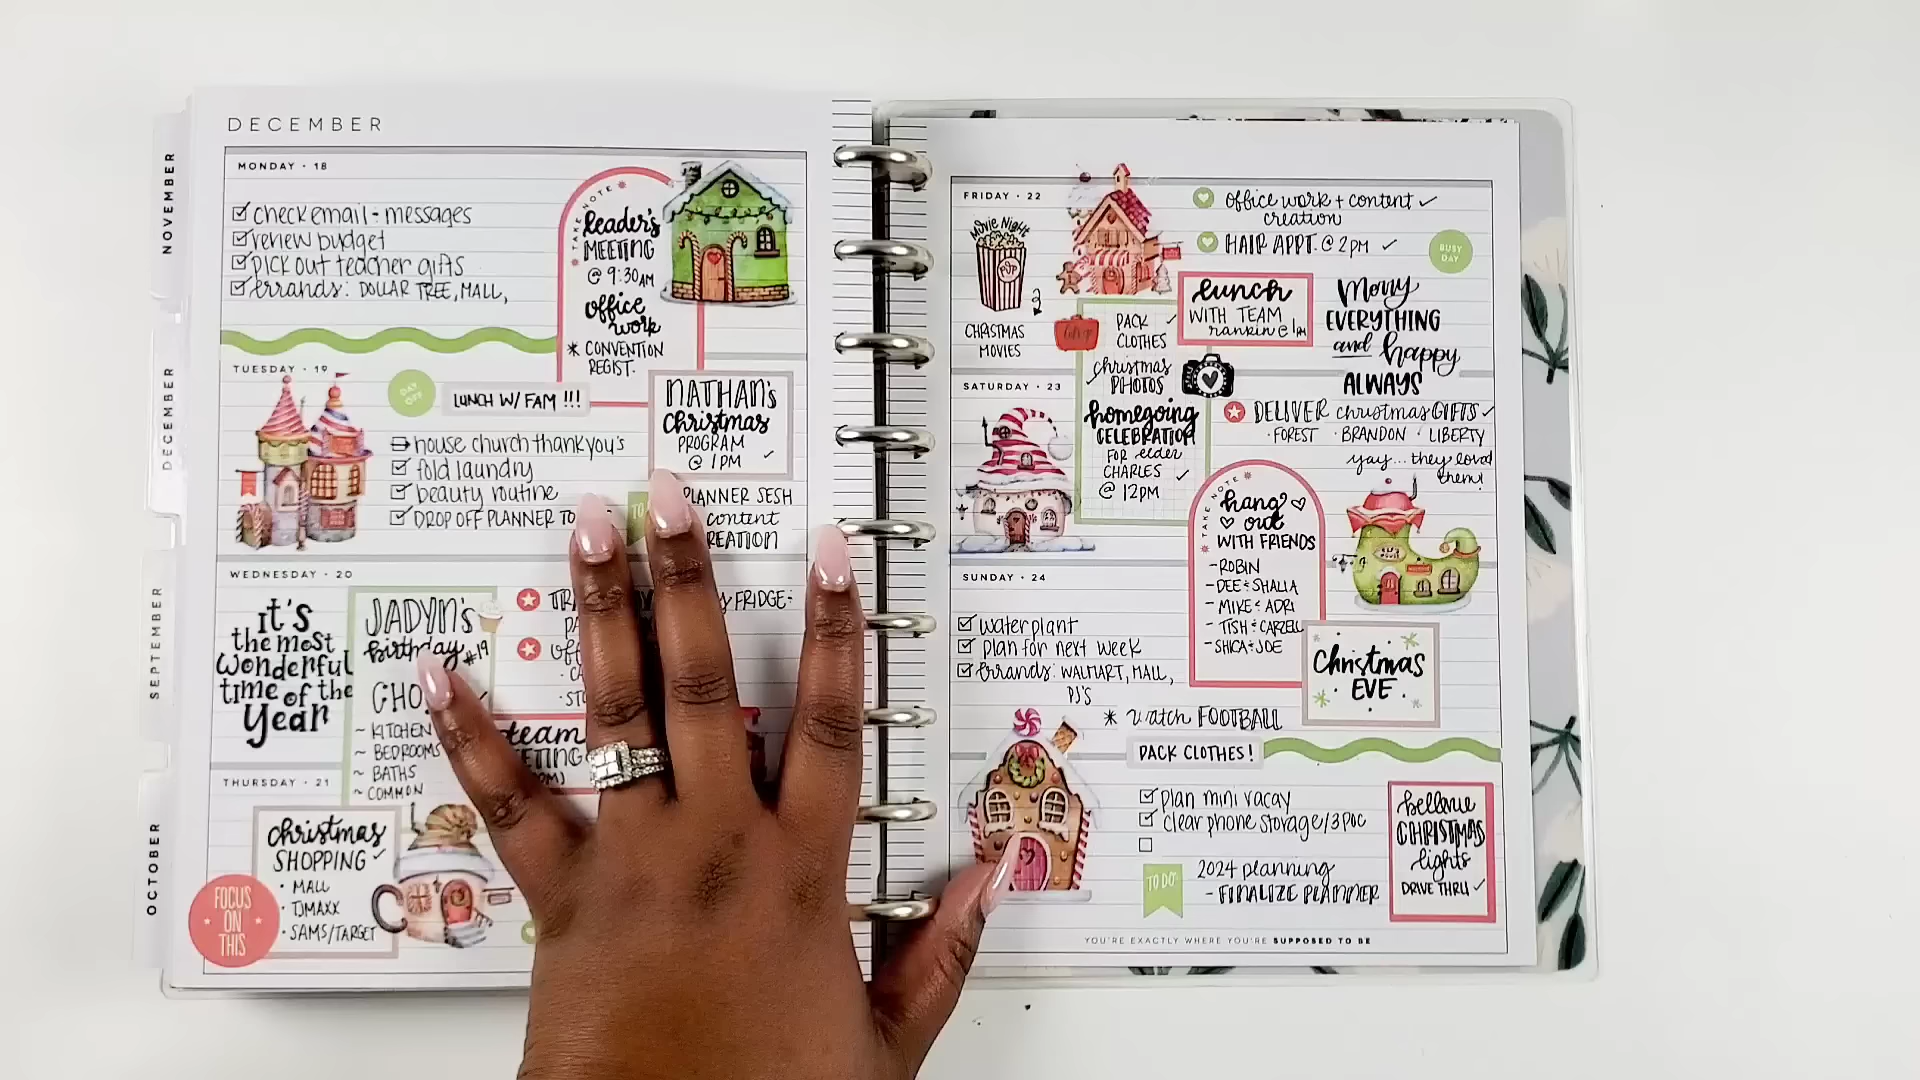 DECEMBER
NOVEMBER
DECEMBER
SEPTEMBER
OCTOBER
MONDAY · 18
check email - messages
renew budget
pick out teacher gifts
errands: DOLLAR TREE, MALL,
TAKE NOTE
leader's
MEETING
@ 9:30AM
office
work
* CONVENTION
REGIST.
TUESDAY · 19
DAY
OFF
LUNCH W/ FAM !!!
house church thank you's
fold laundry
beauty routine
DROP OFF PLANNER TO
NATHAN's
christmas
PROGRAM
@ 1PM ✓
TO
PLANNER SESH
content
REATION
WEDNESDAY · 20
it's
the most
wonderful
time of the
Year
JADYN's
birthday
#19
- KITCHEN
~ BEDROOMS
~ BATHS
~ COMMON
FRIDGE:
team
THURSDAY · 21
christmas
SHOPPING ✓
• MALL
• TJMAXX
• SAMS/TARGET
FOCUS
ON
THIS
FRIDAY · 22
Movie Night
POP
CHRISTMAS
MOVIES
office work + content ✓
creation
HAIR APPT. @ 2PM ✓
BUSY
DAY
PACK ✓
CLOTHES
lunch
WITH TEAM
rankin @ 1PM
Merry
EVERYTHING
and happy
ALWAYS
christmas
✓ PHOTOS
SATURDAY · 23
homegoing
CELEBRATION
FOR elder
CHARLES ✓
@ 12PM
DELIVER christmas GIFTS ✓
· FOREST · BRANDON · LIBERTY
yay... they loved
them!
TAKE NOTE
hang
out
WITH FRIENDS
- ROBIN
- DEE & SHALIA
- MIKE & ADRI
- TISH & CARZELL
- SHICA & JOE
SUNDAY · 24
water plant
plan for next week
errands: WALMART, MALL,
PJ'S
* watch FOOTBALL
Christmas
EVE
PACK CLOTHES!
plan mini vacay
clear phone storage/3POC
TO DO:
2024 planning
- FINALIZE PLANNER
bellevue
CHRISTMAS
lights
DRIVE THRU ✓
YOU'RE EXACTLY WHERE YOU'RE SUPPOSED TO BE